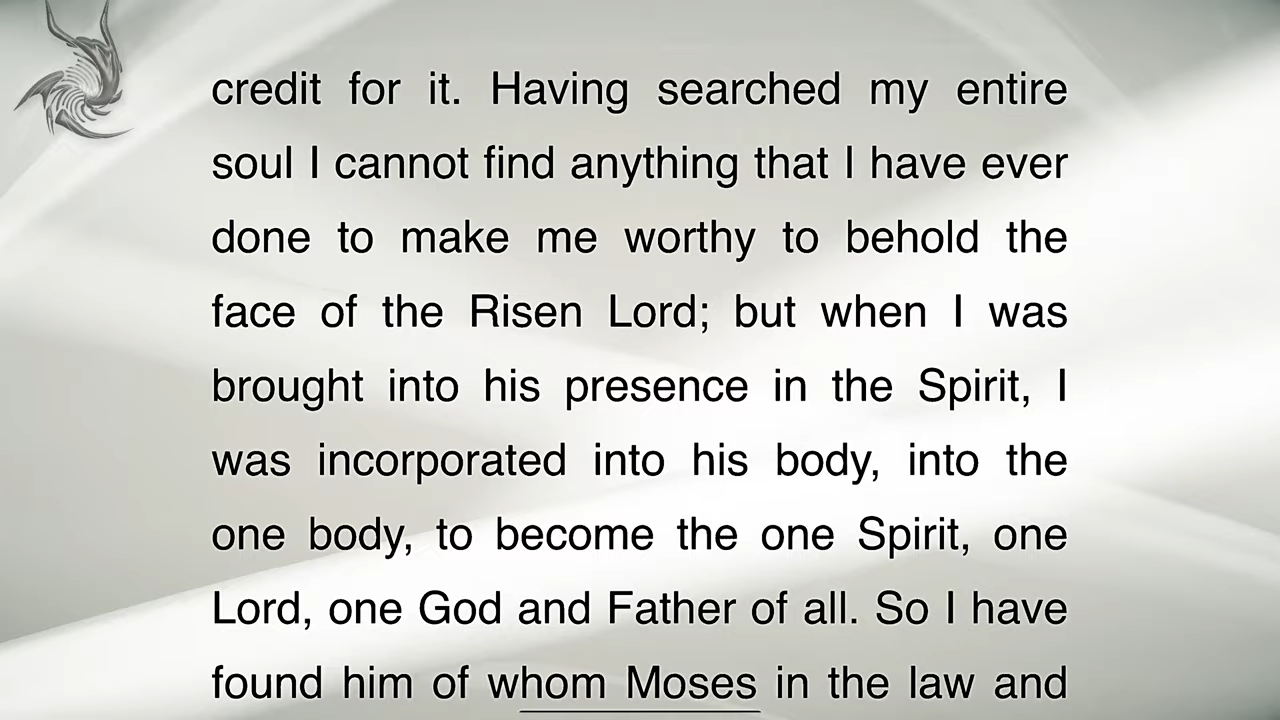 credit for it. Having searched my entire
soul I cannot find anything that I have ever
done to make me worthy to behold the
face of the Risen Lord; but when I was
brought into his presence in the Spirit, I
was incorporated into his body, into the
one body, to become the one Spirit, one
Lord, one God and Father of all. So I have
found him of whom Moses in the law and